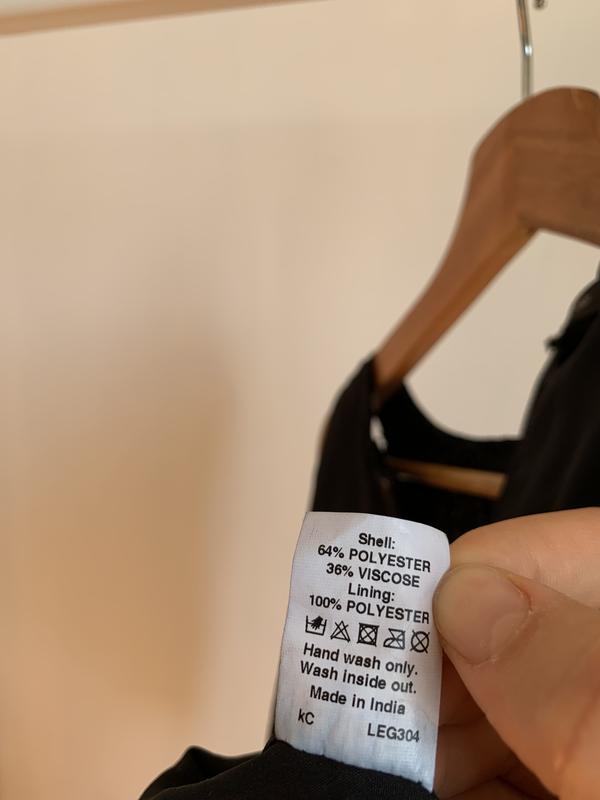 Shell:
64% POLYESTER
36% VISCOSE
Lining:
100% POLYESTER
Hand wash only.
Wash inside out.
Made in India
kC LEG304